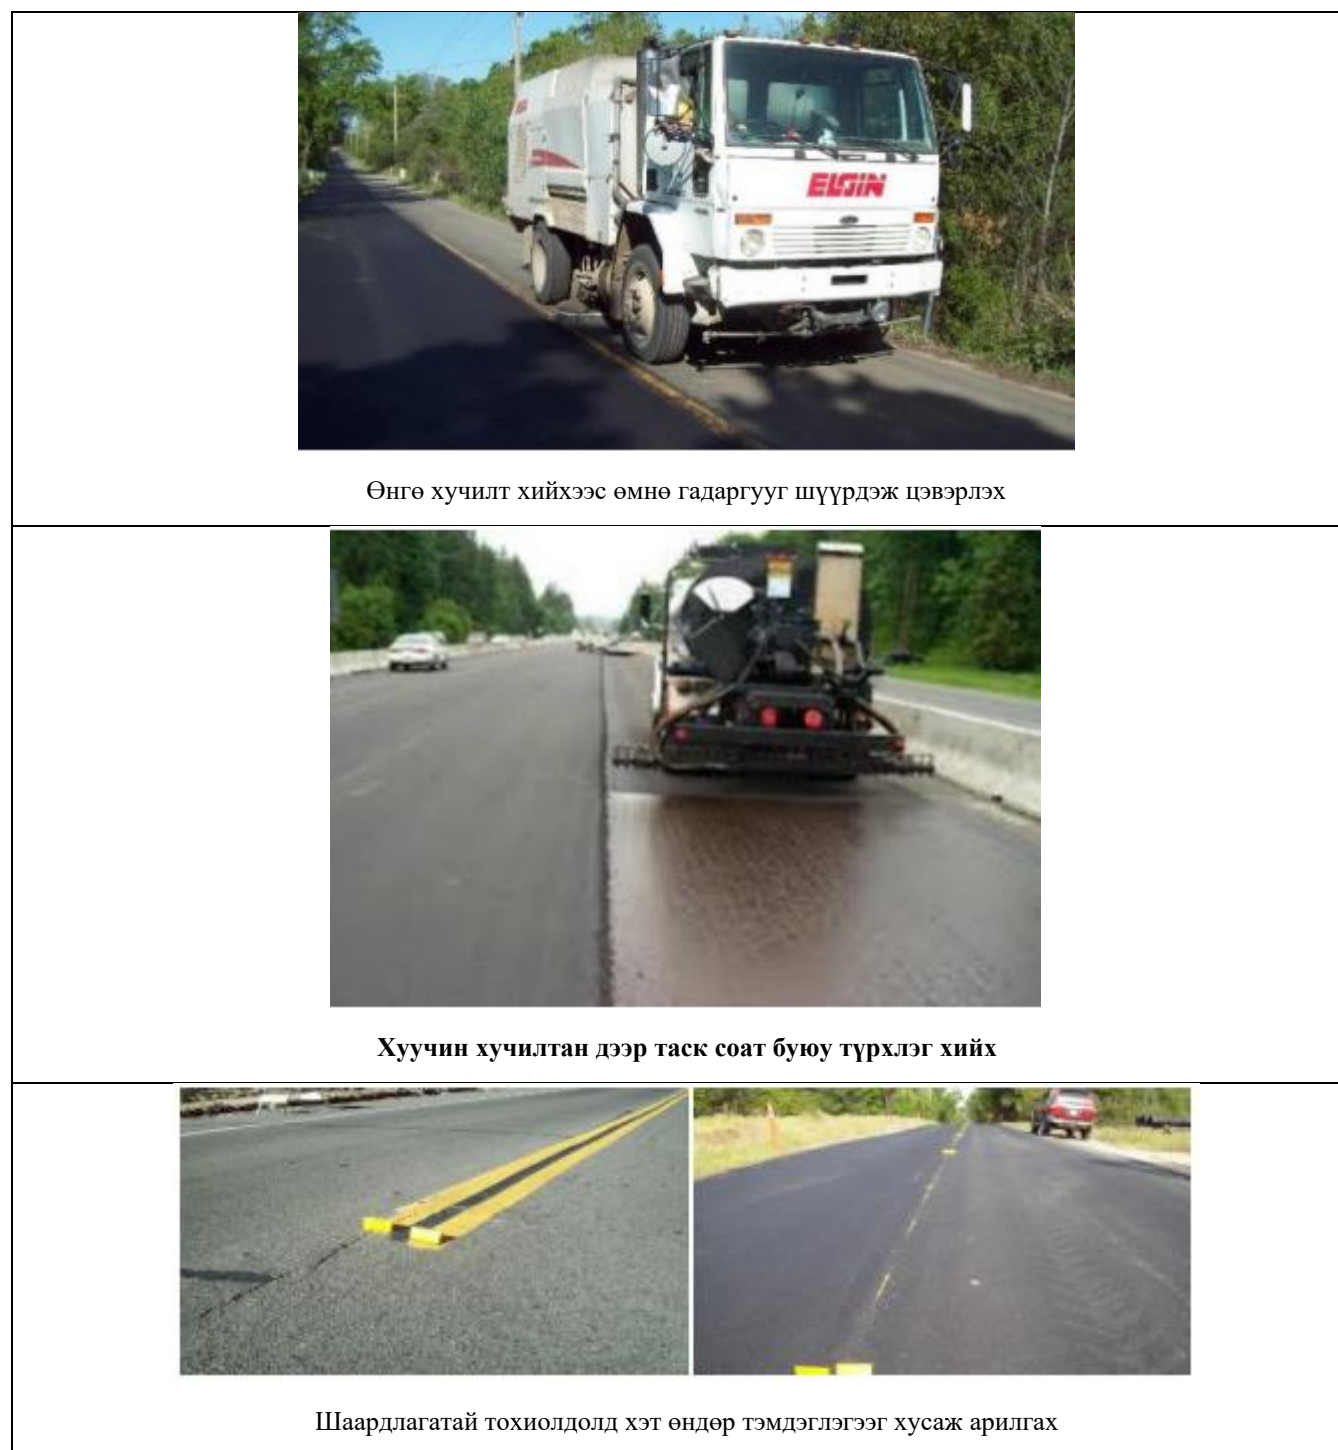 ELGIN
Өнгө хучилт хийхээс өмнө гадаргууг шүүрдэж цэвэрлэх
Хуучин хучилтан дээр таск соат буюу түрхлэг хийх
Шаардлагатай тохиолдолд хэт өндөр тэмдэглэгээг хусаж арилгах